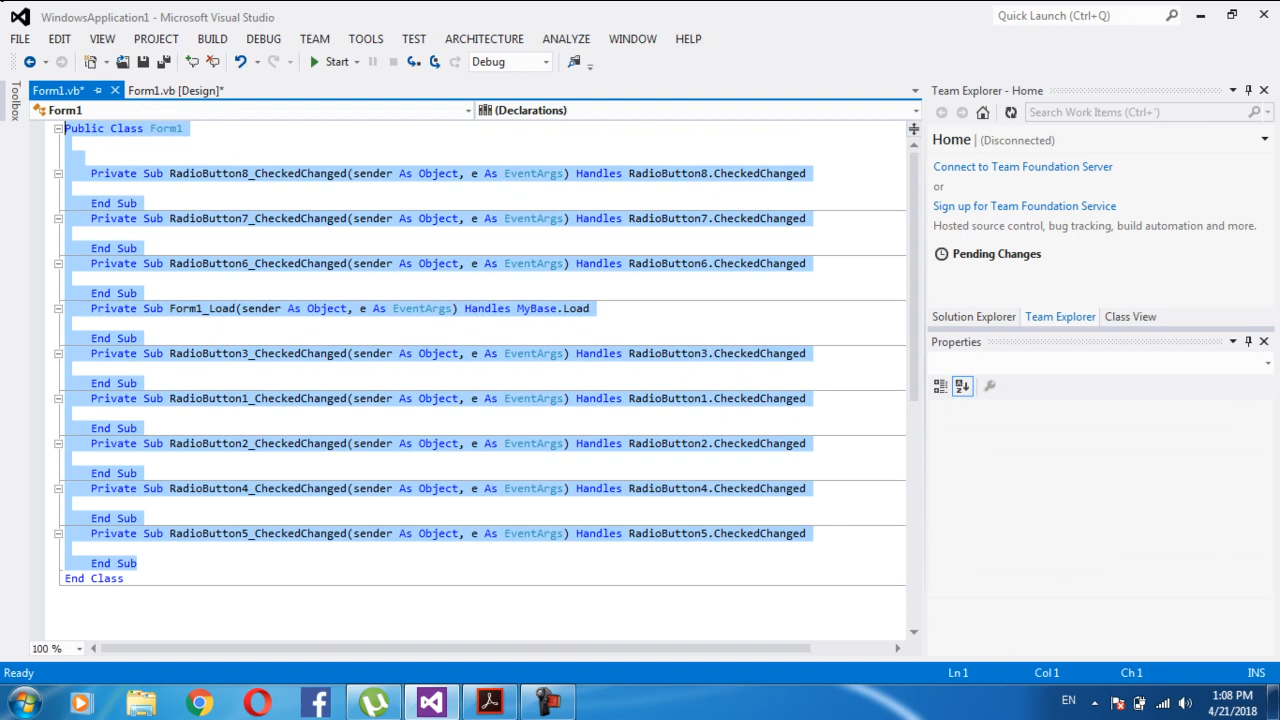 WindowsApplication1 - Microsoft Visual Studio
Quick Launch (Ctrl+Q)
FILE EDIT VIEW PROJECT BUILD DEBUG TEAM TOOLS TEST ARCHITECTURE ANALYZE WINDOW HELP
Start Debug
Toolbox
Form1.vb* Form1.vb [Design]*
Form1 (Declarations)
Public Class Form1
Private Sub RadioButton8_CheckedChanged(sender As Object, e As EventArgs) Handles RadioButton8.CheckedChanged
End Sub
Private Sub RadioButton7_CheckedChanged(sender As Object, e As EventArgs) Handles RadioButton7.CheckedChanged
End Sub
Private Sub RadioButton6_CheckedChanged(sender As Object, e As EventArgs) Handles RadioButton6.CheckedChanged
End Sub
Private Sub Form1_Load(sender As Object, e As EventArgs) Handles MyBase.Load
End Sub
Private Sub RadioButton3_CheckedChanged(sender As Object, e As EventArgs) Handles RadioButton3.CheckedChanged
End Sub
Private Sub RadioButton1_CheckedChanged(sender As Object, e As EventArgs) Handles RadioButton1.CheckedChanged
End Sub
Private Sub RadioButton2_CheckedChanged(sender As Object, e As EventArgs) Handles RadioButton2.CheckedChanged
End Sub
Private Sub RadioButton4_CheckedChanged(sender As Object, e As EventArgs) Handles RadioButton4.CheckedChanged
End Sub
Private Sub RadioButton5_CheckedChanged(sender As Object, e As EventArgs) Handles RadioButton5.CheckedChanged
End Sub
End Class
100 %
Team Explorer - Home
Search Work Items (Ctrl+')
Home | (Disconnected)
Connect to Team Foundation Server
or
Sign up for Team Foundation Service
Hosted source control, bug tracking, build automation and more.
Pending Changes
Solution Explorer Team Explorer Class View
Properties
Ready Ln 1 Col 1 Ch 1 INS
EN 1:08 PM
4/21/2018